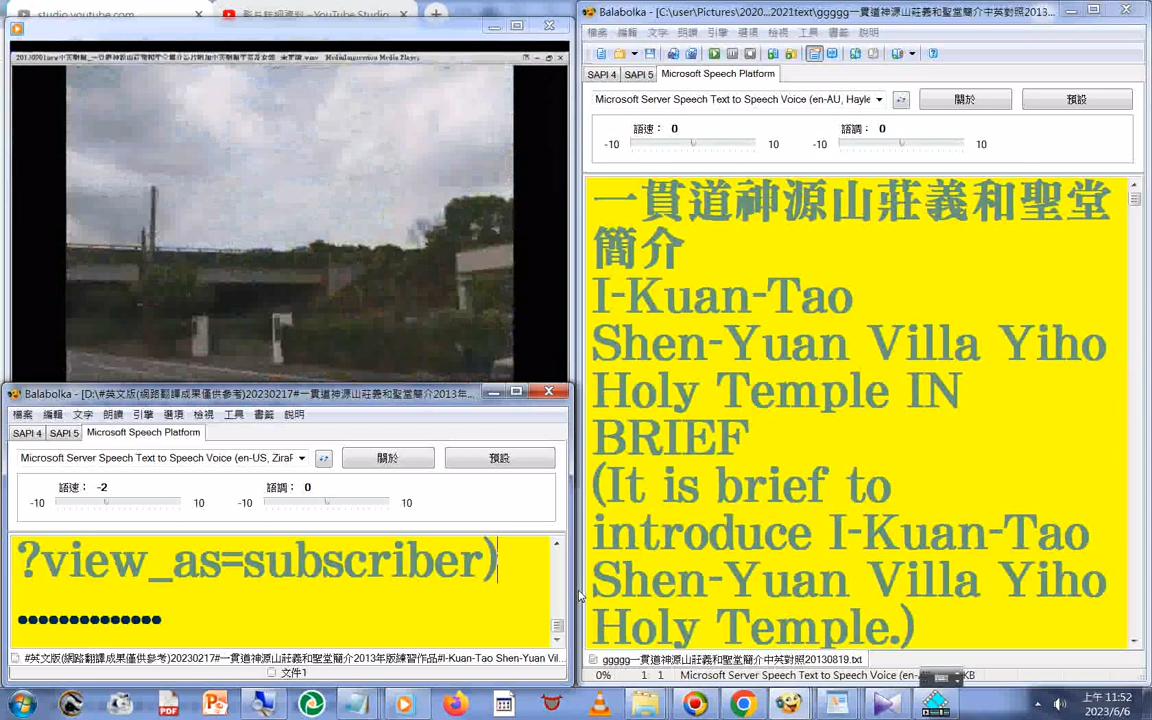 studio.youtube.com
影片詳細資料 - YouTube Studio
Balabolka - [C:\user\Pictures\2020...2021text\ggggg一貫道神源山莊義和聖堂簡介中英對照2013...
檔案 編輯 文字 朗讀 引擎 選項 檢視 工具 書籤 說明
SAPI 4 SAPI 5 Microsoft Speech Platform
Microsoft Server Speech Text to Speech Voice (en-AU, Hayle
關於
預設
語速： 0
語調： 0
-10 10 -10 10
一貫道神源山莊義和聖堂
簡介
I-Kuan-Tao
Shen-Yuan Villa Yiho
Holy Temple IN
BRIEF
(It is brief to
introduce I-Kuan-Tao
Shen-Yuan Villa Yiho
Holy Temple.)
ggggg一貫道神源山莊義和聖堂簡介中英對照20130819.txt
0% 1: 1 Microsoft Server Speech Text to Speech Voice (en-
KB
Balabolka - [D:\#英文版(網路翻譯成果僅供參考)20230217#一貫道神源山莊義和聖堂簡介2013年...
檔案 編輯 文字 朗讀 引擎 選項 檢視 工具 書籤 說明
SAPI 4 SAPI 5 Microsoft Speech Platform
Microsoft Server Speech Text to Speech Voice (en-US, ZiraP
關於
預設
語速： -2
語調： 0
-10 10 -10 10
?view_as=subscriber)
●●●●●●●●●●●●●●
#英文版(網路翻譯成果僅供參考)20230217#一貫道神源山莊義和聖堂簡介2013年版練習作品#I-Kuan-Tao Shen-Yuan Vil...
文件1
PDF
上午 11:52
2023/6/6